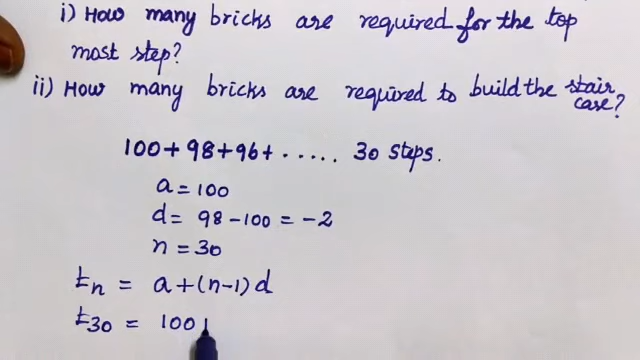 i) How many bricks are required for the top
most step?
ii) How many bricks are required to build the stair
case?
100+98+96+ ..... 30 steps.
a = 100
d = 98 - 100 = -2
n = 30
tn = a+(n-1)d
t30 = 100